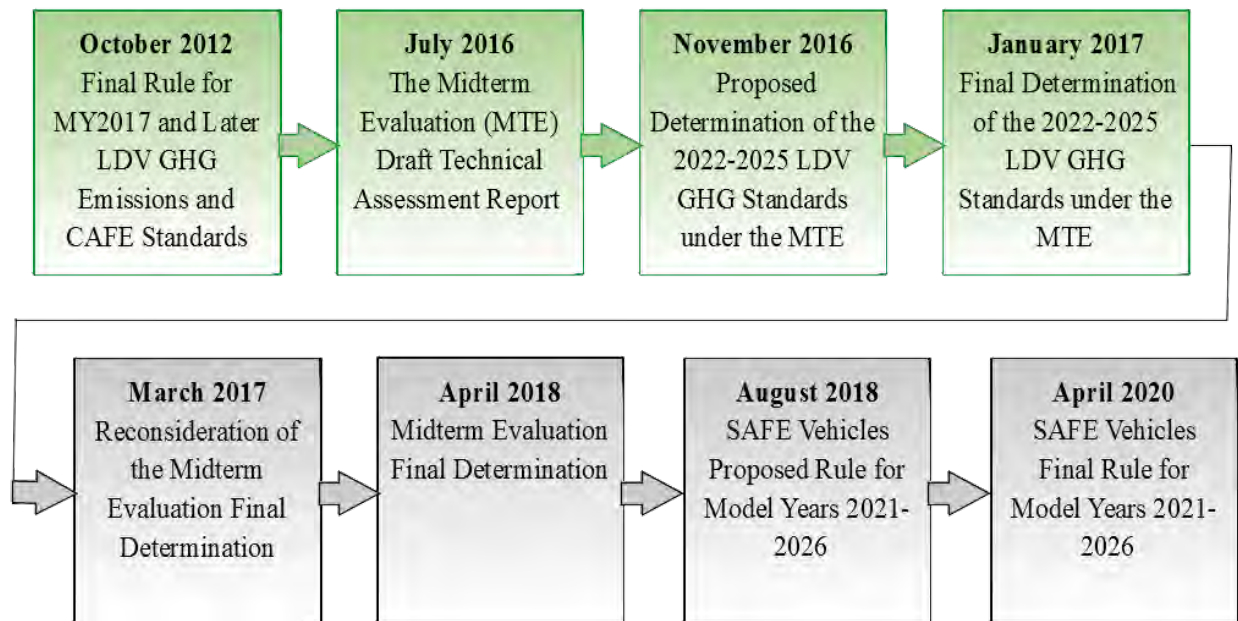 October 2012
Final Rule for
MY2017 and Later
LDV GHG
Emissions and
CAFE Standards
July 2016
The Midterm
Evaluation (MTE)
Draft Technical
Assessment Report
November 2016
Proposed
Determination of the
2022-2025 LDV
GHG Standards
under the MTE
January 2017
Final Determination
of the 2022-2025
LDV GHG
Standards under the
MTE
March 2017
Reconsideration of
the Midterm
Evaluation Final
Determination
April 2018
Midterm Evaluation
Final Determination
August 2018
SAFE Vehicles
Proposed Rule for
Model Years 2021-
2026
April 2020
SAFE Vehicles
Final Rule for
Model Years 2021-
2026